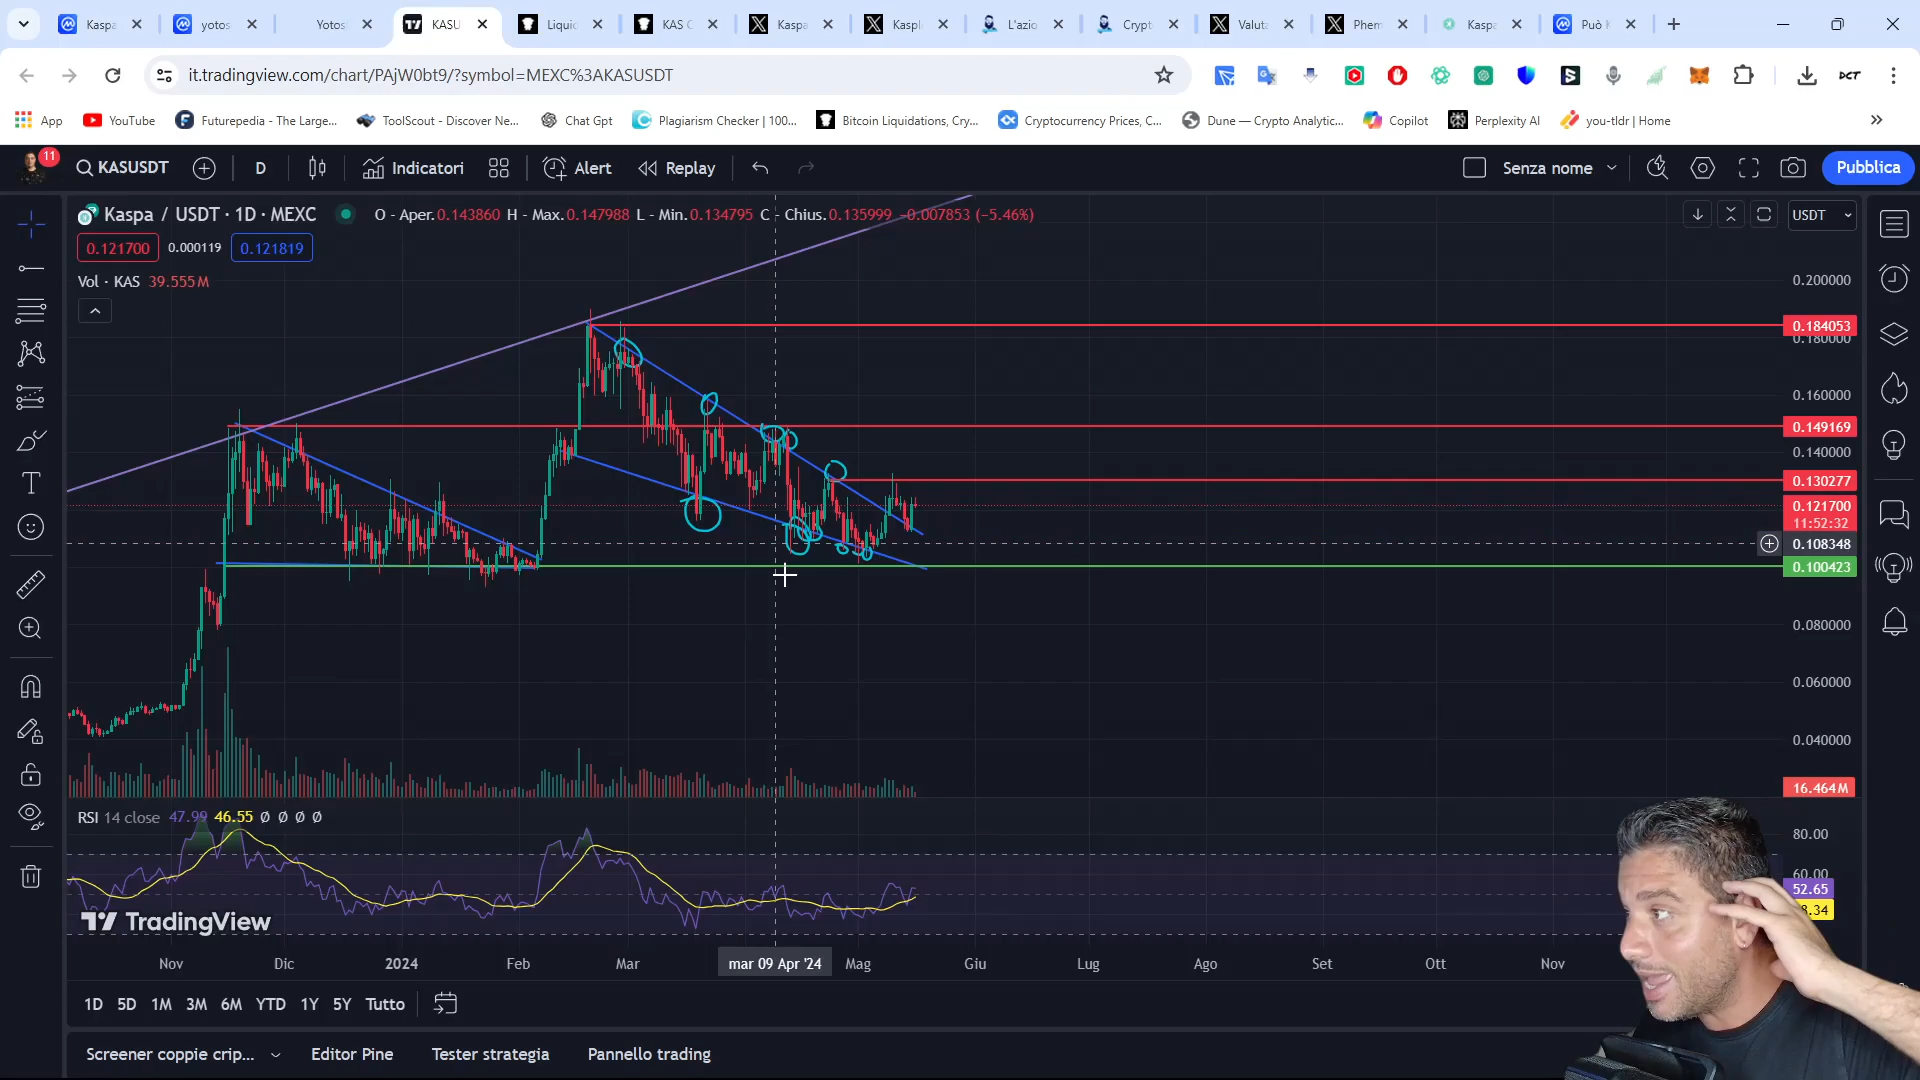 Kaspa
yotos
Yotos
KASU
Liquid
KAS C
Kaspa
Kaspl
L'azio
Crypt
Valuta
Phem
Kaspa
Può K
it.tradingview.com/chart/PAjW0bt9/?symbol=MEXC%3AKASUSDT
App
YouTube
Futurepedia - The Large...
ToolScout - Discover Ne...
Chat Gpt
Plagiarism Checker | 100...
Bitcoin Liquidations, Cry...
Cryptocurrency Prices, C...
Dune — Crypto Analytic...
Copilot
Perplexity AI
you-tldr | Home
11
KASUSDT
D
Indicatori
Alert
Replay
Senza nome
Pubblica
Kaspa / USDT · 1D · MEXC
O - Aper.0.143860 H - Max.0.147988 L - Min.0.134795 C - Chius.0.135999 -0.007853 (-5.46%)
USDT
0.121700
0.000119
0.121819
Vol · KAS 39.555M
0.200000
0.184053
0.180000
0.160000
0.149169
0.140000
0.130277
0.121700
11:52:32
0.108348
0.100423
0.080000
0.060000
0.040000
16.464M
RSI 14 close 47.99 46.55 Ø Ø Ø Ø
80.00
60.00
52.65
8.34
TradingView
Nov
Dic
2024
Feb
Mar
mar 09 Apr '24
Mag
Giu
Lug
Ago
Set
Ott
Nov
1D 5D 1M 3M 6M YTD 1Y 5Y Tutto
Screener coppie crip...
Editor Pine
Tester strategia
Pannello trading